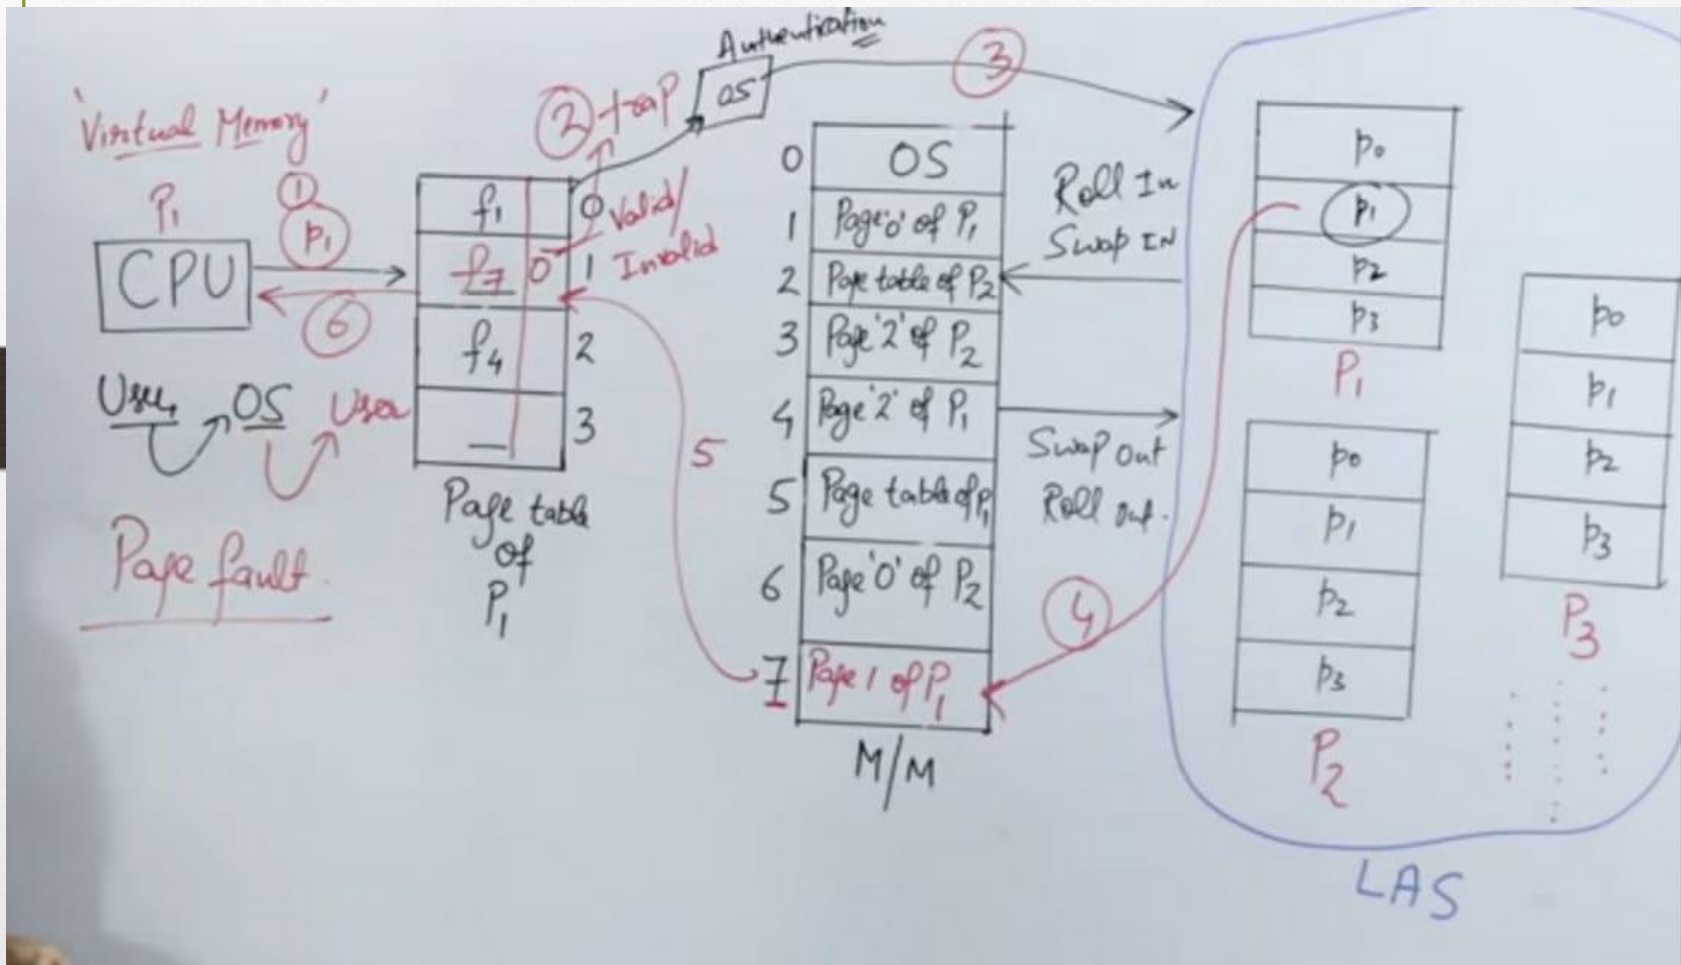 'Virtual Memory'
P1
①
p1
CPU
⑥
User OS User
Page fault.
② trap
Authentication
OS
③
Valid/
Invalid
f1 0
f7 0 1
f4 2
— 3
Page table
of
P1
5
0 OS
1 Page '0' of P1
2 Page table of P2
3 Page '2' of P2
4 Page '2' of P1
5 Page table of P1
6 Page '0' of P2
7 Page 1 of P1
M/M
Roll In
Swap IN
Swap Out
Roll out.
④
p0
p1
p2
p3
P1
p0
p1
p2
p3
P2
p0
p1
p2
p3
P3
LAS